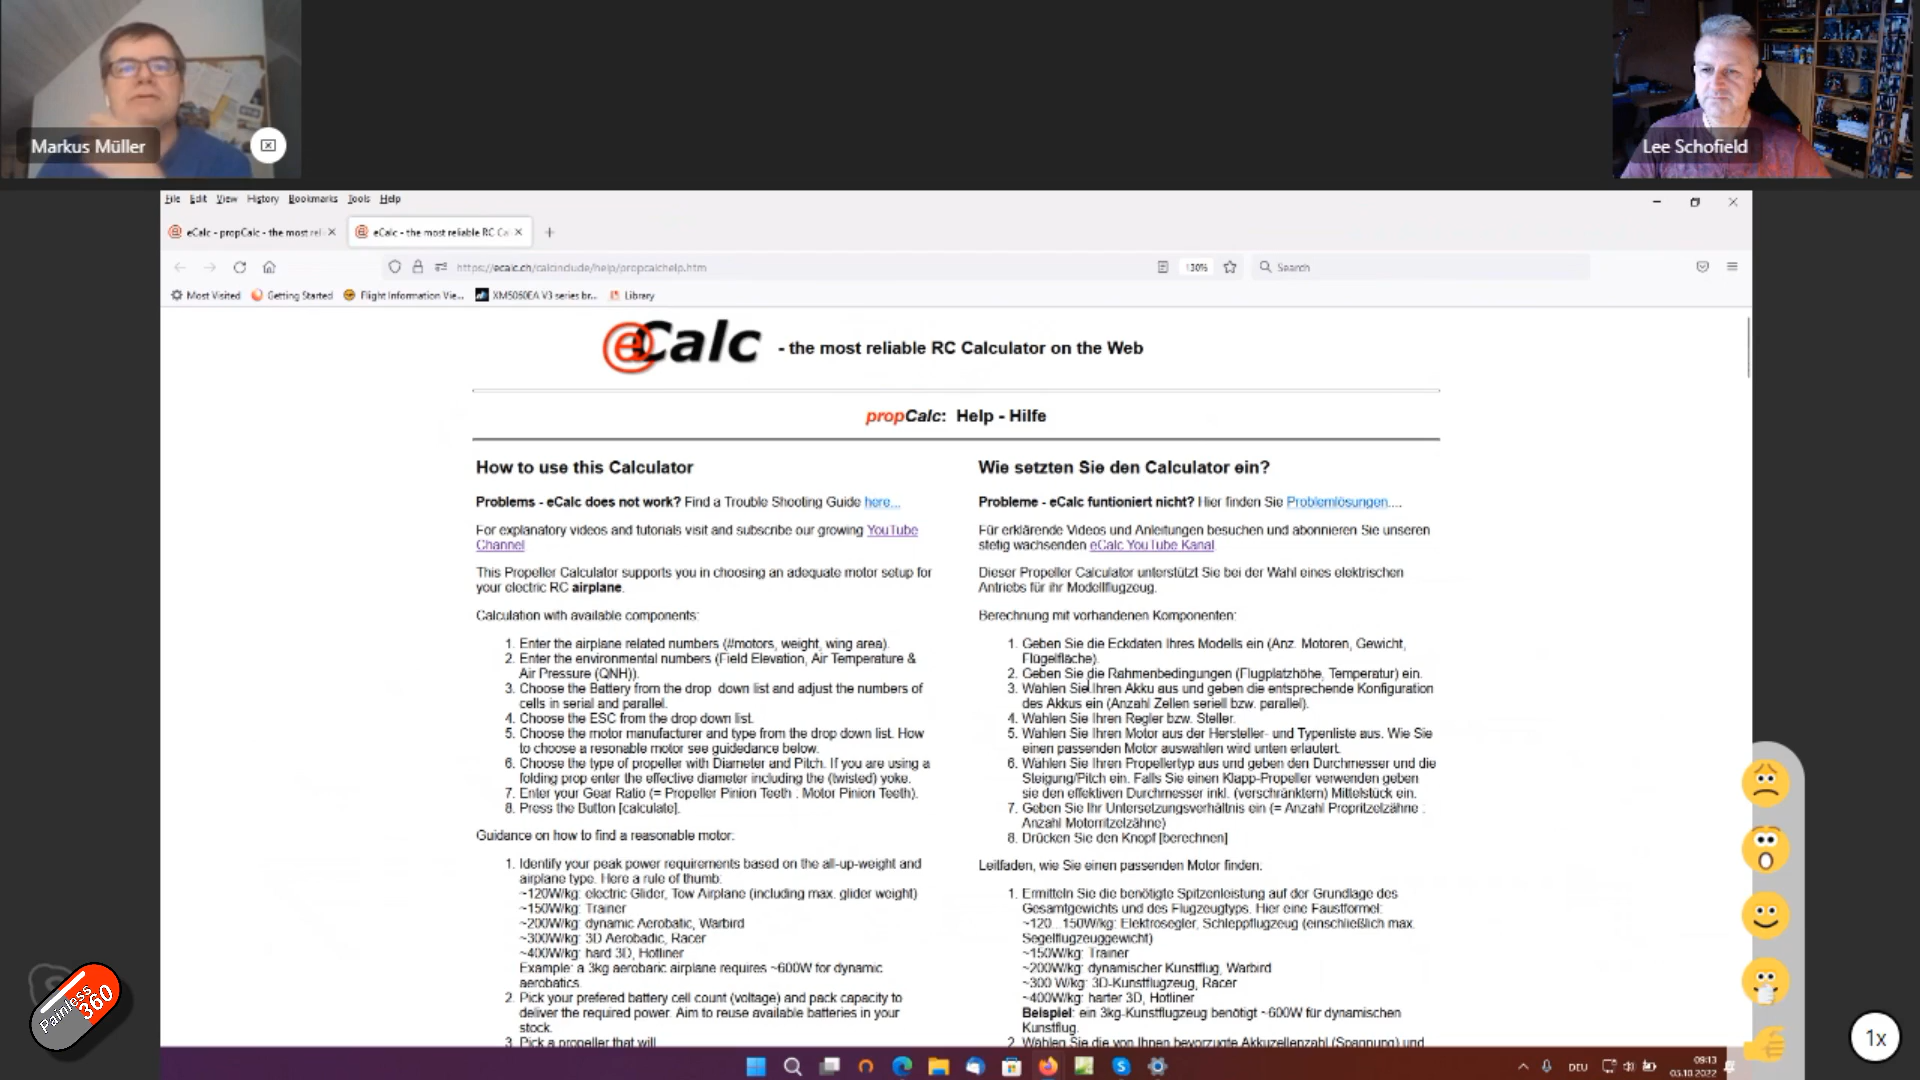 Markus Müller
Lee Schofield
File Edit View History Bookmarks Tools Help
eCalc - propCalc - the most rel
eCalc - the most reliable RC Ca
https://ecalc.ch/calcinclude/help/propcalchelp.htm
130%
Search
Most Visited
Getting Started
Flight Information Vie...
XM5060EA V3 series br...
Library
eCalc
- the most reliable RC Calculator on the Web
propCalc: Help - Hilfe
How to use this Calculator
Problems - eCalc does not work? Find a Trouble Shooting Guide here...
For explanatory videos and tutorials visit and subscribe our growing YouTube
Channel
This Propeller Calculator supports you in choosing an adequate motor setup for
your electric RC airplane.
Calculation with available components:
1. Enter the airplane related numbers (#motors, weight, wing area).
2. Enter the environmental numbers (Field Elevation, Air Temperature &
Air Pressure (QNH)).
3. Choose the Battery from the drop down list and adjust the numbers of
cells in serial and parallel.
4. Choose the ESC from the drop down list.
5. Choose the motor manufacturer and type from the drop down list. How
to choose a resonable motor see guidedance below.
6. Choose the type of propeller with Diameter and Pitch. If you are using a
folding prop enter the effective diameter including the (twisted) yoke.
7. Enter your Gear Ratio (= Propeller Pinion Teeth : Motor Pinion Teeth).
8. Press the Button [calculate].
Guidance on how to find a reasonable motor:
1. Identify your peak power requirements based on the all-up-weight and
airplane type. Here a rule of thumb:
~120W/kg: electric Glider, Tow Airplane (including max. glider weight)
~150W/kg: Trainer
~200W/kg: dynamic Aerobatic, Warbird
~300W/kg: 3D Aerobadic, Racer
~400W/kg: hard 3D, Hotliner
Example: a 3kg aerobaric airplane requires ~600W for dynamic
aerobatics.
2. Pick your prefered battery cell count (voltage) and pack capacity to
deliver the required power. Aim to reuse available batteries in your
stock.
3. Pick a propeller that will
Wie setzten Sie den Calculator ein?
Probleme - eCalc funtioniert nicht? Hier finden Sie Problemlösungen....
Für erklärende Videos und Anleitungen besuchen und abonnieren Sie unseren
stetig wachsenden eCalc YouTube Kanal
Dieser Propeller Calculator unterstützt Sie bei der Wahl eines elektrischen
Antriebs für ihr Modellflugzeug.
Berechnung mit vorhandenen Komponenten:
1. Geben Sie die Eckdaten Ihres Modells ein (Anz. Motoren, Gewicht,
Flügelfläche).
2. Geben Sie die Rahmenbedingungen (Flugplatzhöhe, Temperatur) ein.
3. Wählen Sie Ihren Akku aus und geben die entsprechende Konfiguration
des Akkus ein (Anzahl Zellen seriell bzw. parallel).
4. Wählen Sie Ihren Regler bzw. Steller.
5. Wählen Sie Ihren Motor aus der Hersteller- und Typenliste aus. Wie Sie
einen passenden Motor auswählen wird unten erläutert.
6. Wählen Sie Ihren Propellertyp aus und geben den Durchmesser und die
Steigung/Pitch ein. Falls Sie einen Klapp-Propeller verwenden geben
sie den effektiven Durchmesser inkl. (verschränktem) Mittelstück ein.
7. Geben Sie Ihr Untersetzungsverhältnis ein (= Anzahl Propritzelzähne :
Anzahl Motorritzelzähne)
8. Drücken Sie den Knopf [berechnen]
Leitfaden, wie Sie einen passenden Motor finden:
1. Ermitteln Sie die benötigte Spitzenleistung auf der Grundlage des
Gesamtgewichts und des Flugzeugtyps. Hier eine Faustformel:
~120...150W/kg: Elektrosegler, Schleppflugzeug (einschließlich max.
Segelflugzeuggewicht)
~150W/kg: Trainer
~200W/kg: dynamischer Kunstflug, Warbird
~300 W/kg: 3D-Kunstflugzeug, Racer
~400W/kg: harter 3D, Hotliner
Beispiel: ein 3kg-Kunstflugzeug benötigt ~600W für dynamischen
Kunstflug.
2. Wählen Sie die von Ihnen bevorzugte Akkuzellenzahl (Spannung) und
Painless
360
1x
DEU
09:13
05.10.2022